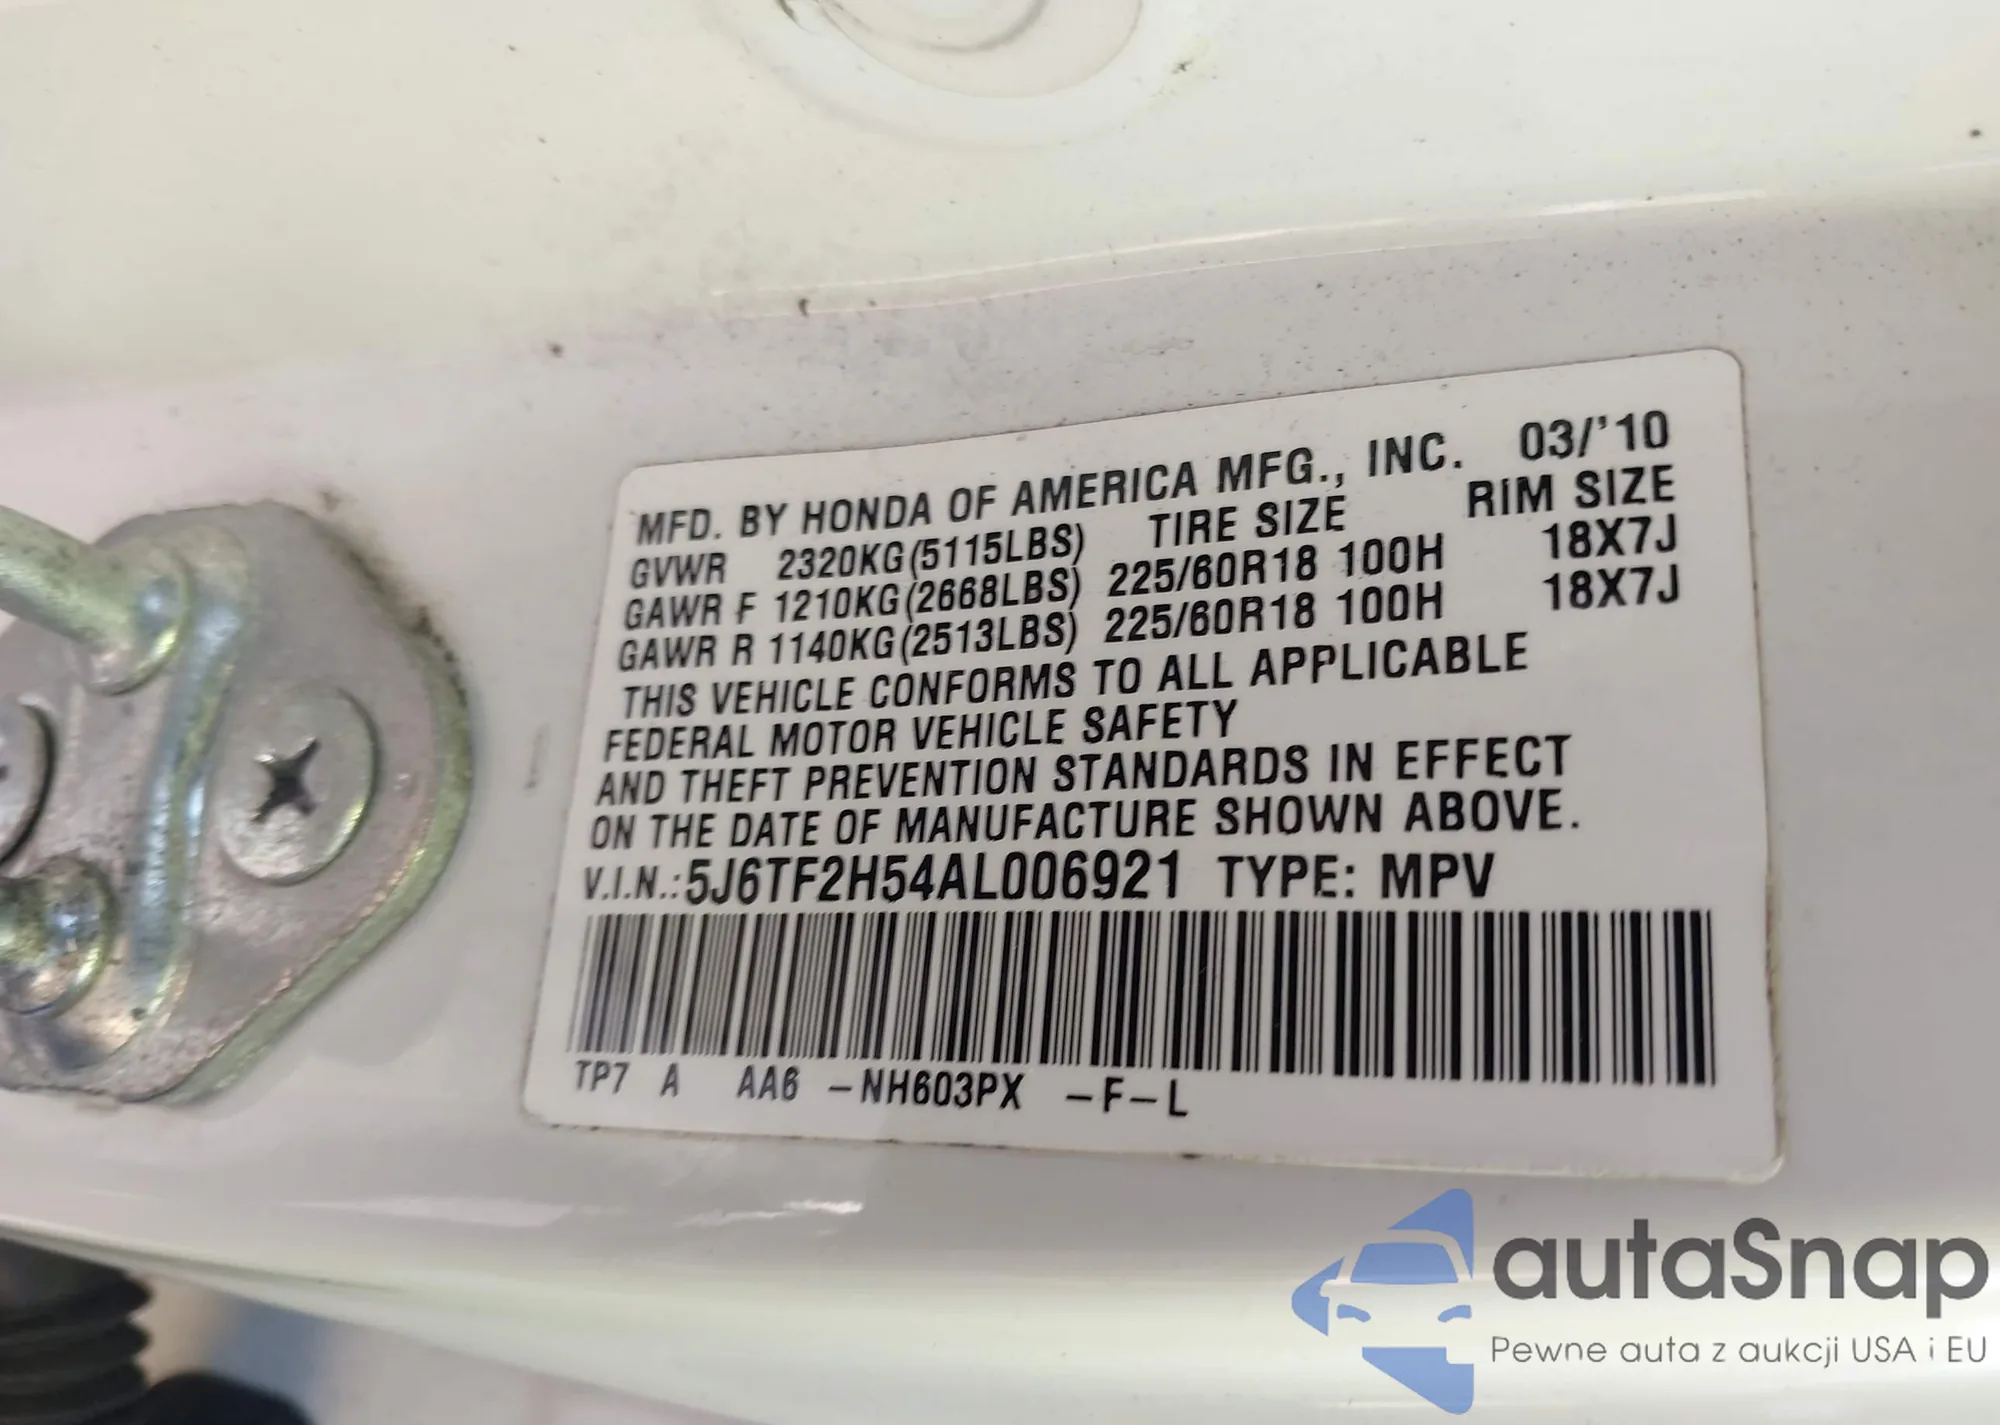 MFD. BY HONDA OF AMERICA MFG., INC. 03/'10
GVWR 2320KG(5115LBS) TIRE SIZE RIM SIZE
GAWR F 1210KG(2668LBS) 225/60R18 100H 18X7J
GAWR R 1140KG(2513LBS) 225/60R18 100H 18X7J
THIS VEHICLE CONFORMS TO ALL APPLICABLE
FEDERAL MOTOR VEHICLE SAFETY
AND THEFT PREVENTION STANDARDS IN EFFECT
ON THE DATE OF MANUFACTURE SHOWN ABOVE.
V.I.N.:5J6TF2H54AL006921 TYPE: MPV
TP7 A AA6 -NH603PX -F-L
autaSnap
Pewne auta z aukcji USA i EU